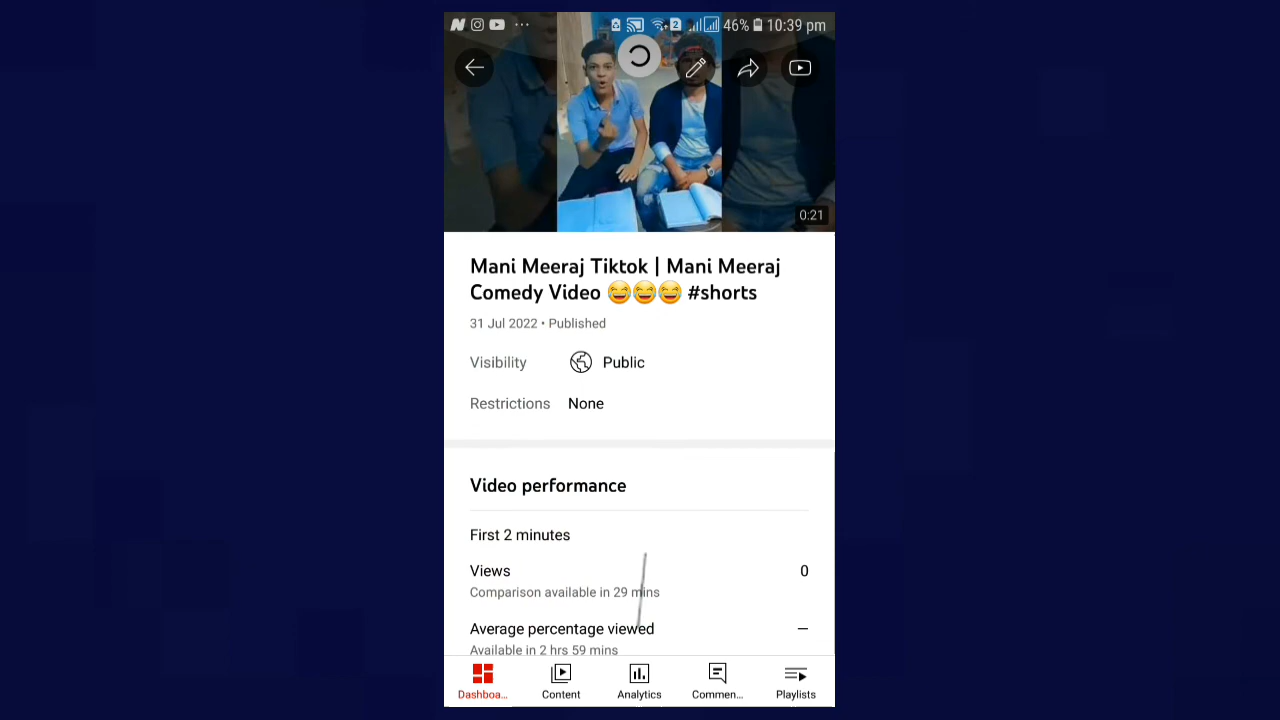 46% 10:39 pm
0:21
Mani Meeraj Tiktok | Mani Meeraj
Comedy Video 😂😂😂 #shorts
31 Jul 2022 • Published
Visibility Public
Restrictions None
Video performance
First 2 minutes
Views 0
Comparison available in 29 mins
Average percentage viewed —
Available in 2 hrs 59 mins
Dashboa... Content Analytics Commen... Playlists